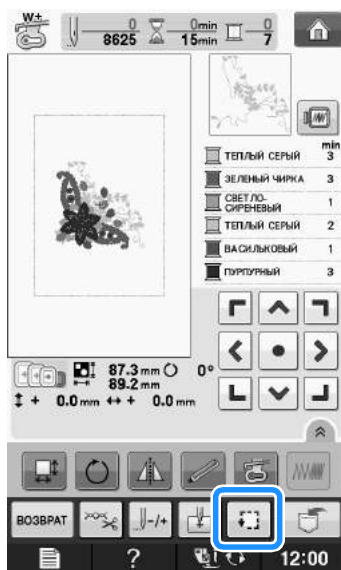 W+
0
8625
0min
15min
0
7
min
ТЕПЛЫЙ СЕРЫЙ 3
ЗЕЛЕНЫЙ ЧИРКА 3
СВЕТЛО-
СИРЕНЕВЫЙ 1
ТЕПЛЫЙ СЕРЫЙ 2
ВАСИЛЬКОВЫЙ 1
ПУРПУРНЫЙ 3
87.3 mm 0°
89.2 mm
+ 0.0 mm + 0.0 mm
ВОЗВРАТ -/+
? 12:00